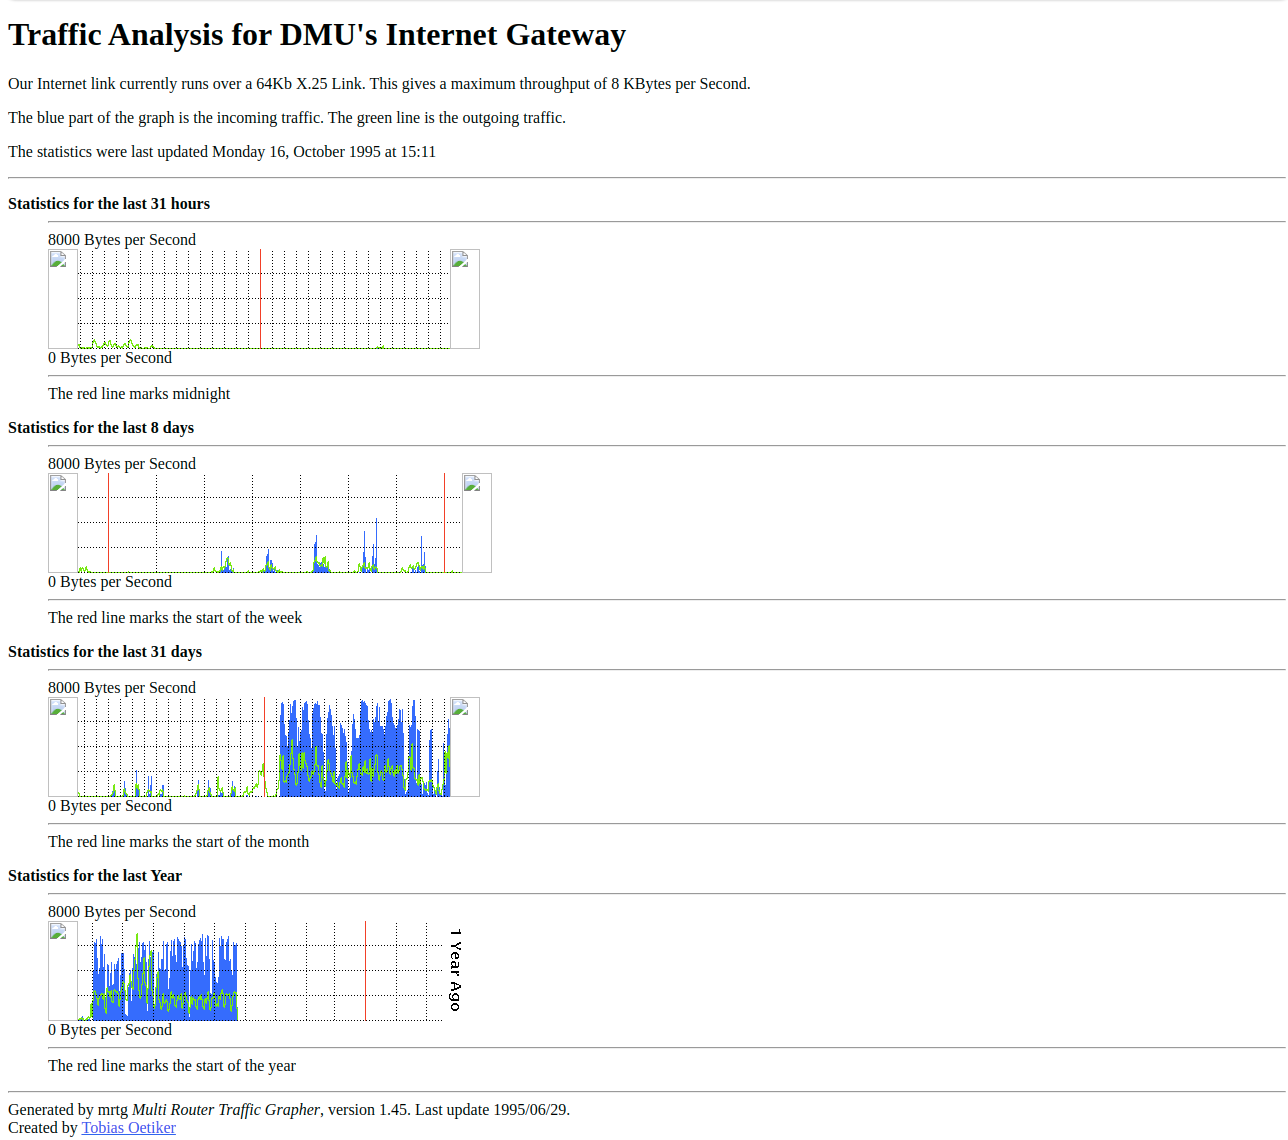 Traffic Analysis for DMU's Internet Gateway
Our Internet link currently runs over a 64Kb X.25 Link. This gives a maximum throughput of 8 KBytes per Second.
The blue part of the graph is the incoming traffic. The green line is the outgoing traffic.
The statistics were last updated Monday 16, October 1995 at 15:11
Statistics for the last 31 hours
8000 Bytes per Second
0 Bytes per Second
The red line marks midnight
Statistics for the last 8 days
8000 Bytes per Second
0 Bytes per Second
The red line marks the start of the week
Statistics for the last 31 days
8000 Bytes per Second
0 Bytes per Second
The red line marks the start of the month
Statistics for the last Year
8000 Bytes per Second
1 Year Ago
0 Bytes per Second
The red line marks the start of the year
Generated by mrtg Multi Router Traffic Grapher, version 1.45. Last update 1995/06/29.
Created by Tobias Oetiker